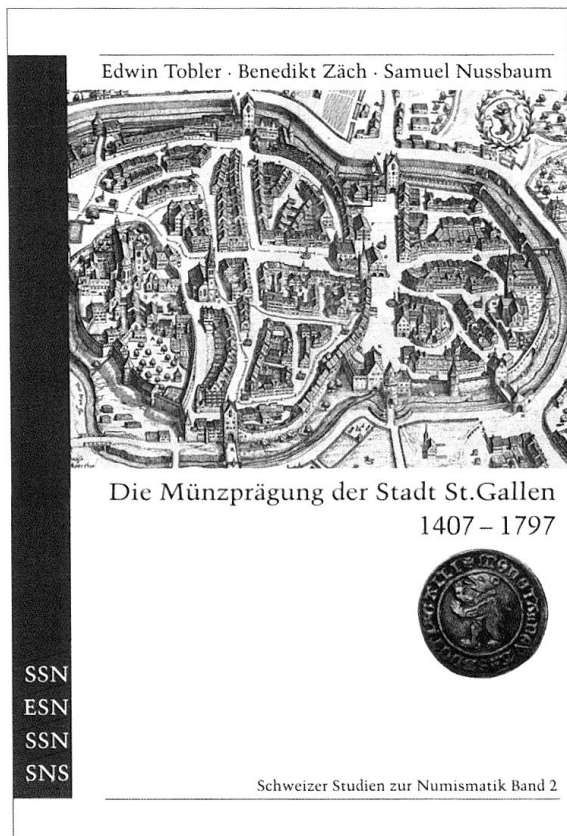 Edwin Tobler · Benedikt Zäch · Samuel Nussbaum
Die Münzprägung der Stadt St.Gallen
1407 – 1797
SSN
ESN
SSN
SNS
Schweizer Studien zur Numismatik Band 2